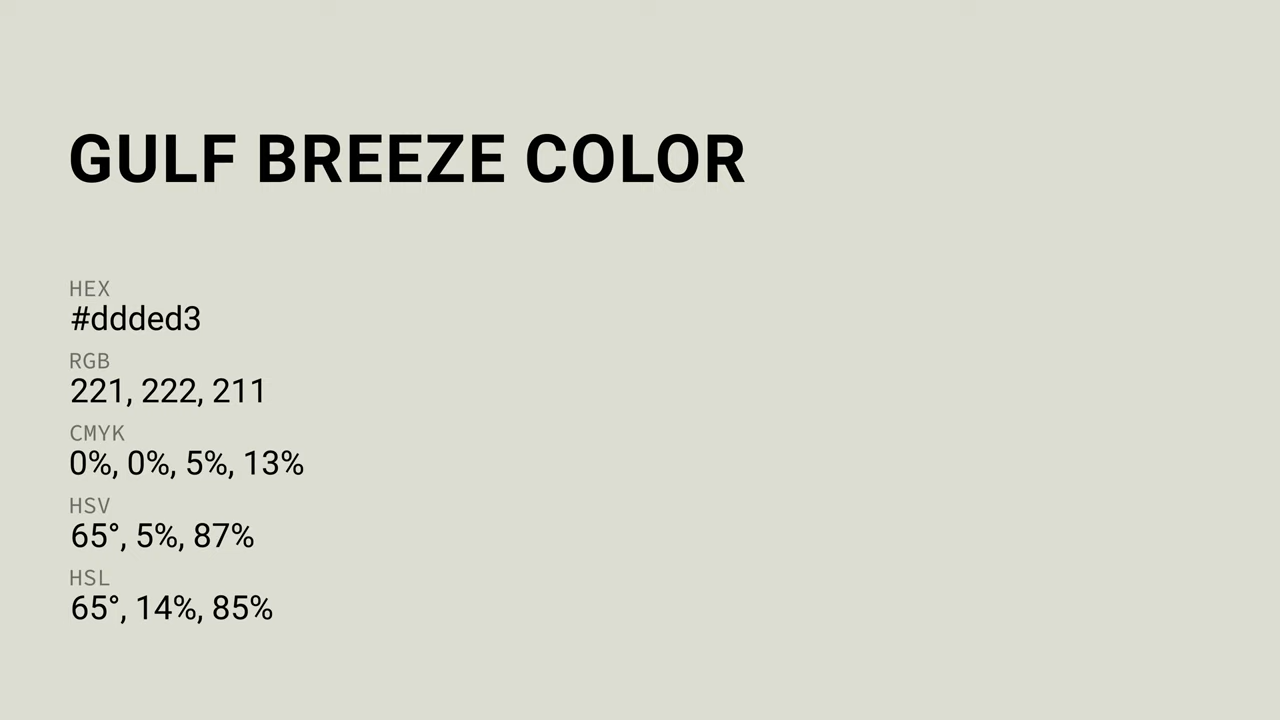 GULF BREEZE COLOR
HEX
#ddded3
RGB
221, 222, 211
CMYK
0%, 0%, 5%, 13%
HSV
65°, 5%, 87%
HSL
65°, 14%, 85%